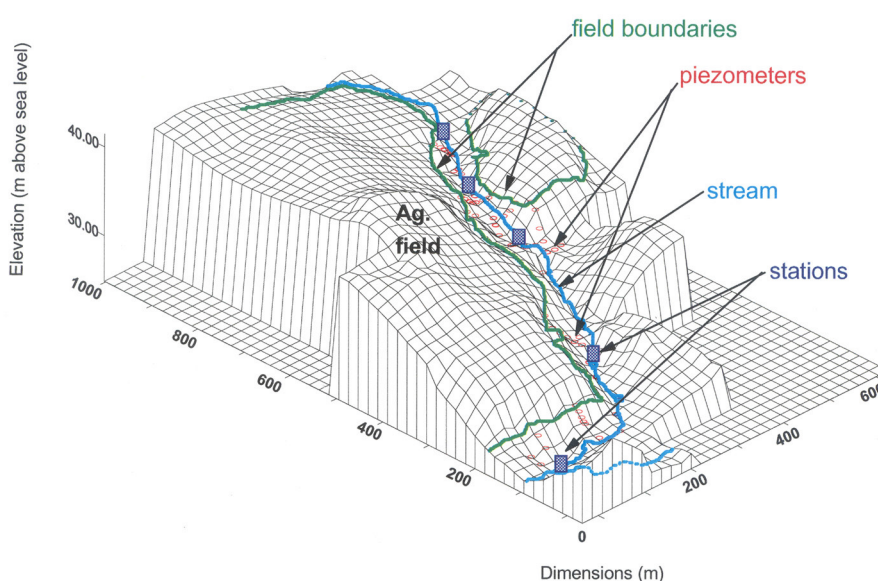 field boundaries
piezometers
stream
stations
Ag.
field
Elevation (m above sea level)
40.00
30.00
1000
800
600
400
200
0
200
400
600
Dimensions (m)